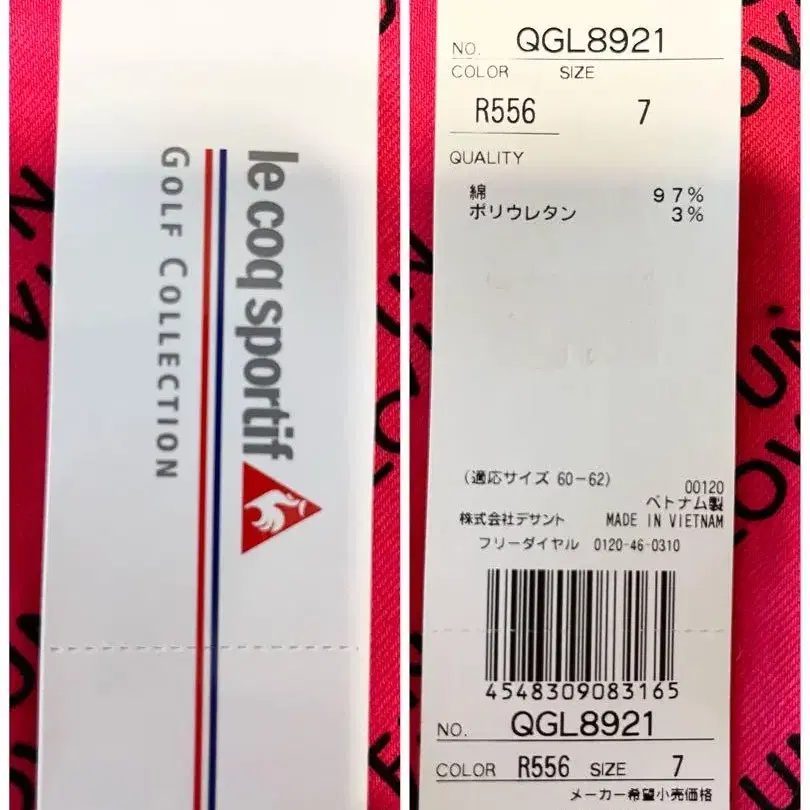 le coq sportif
GOLF COLLECTION
NO. QGL8921
COLOR SIZE
R556 7
QUALITY
綿 97%
ポリウレタン 3%
(適応サイズ 60-62)
00120
ベトナム製
株式会社デサント MADE IN VIETNAM
フリーダイヤル 0120-46-0310
4548309083165
NO. QGL8921
COLOR R556 SIZE 7
メーカー希望小売価格